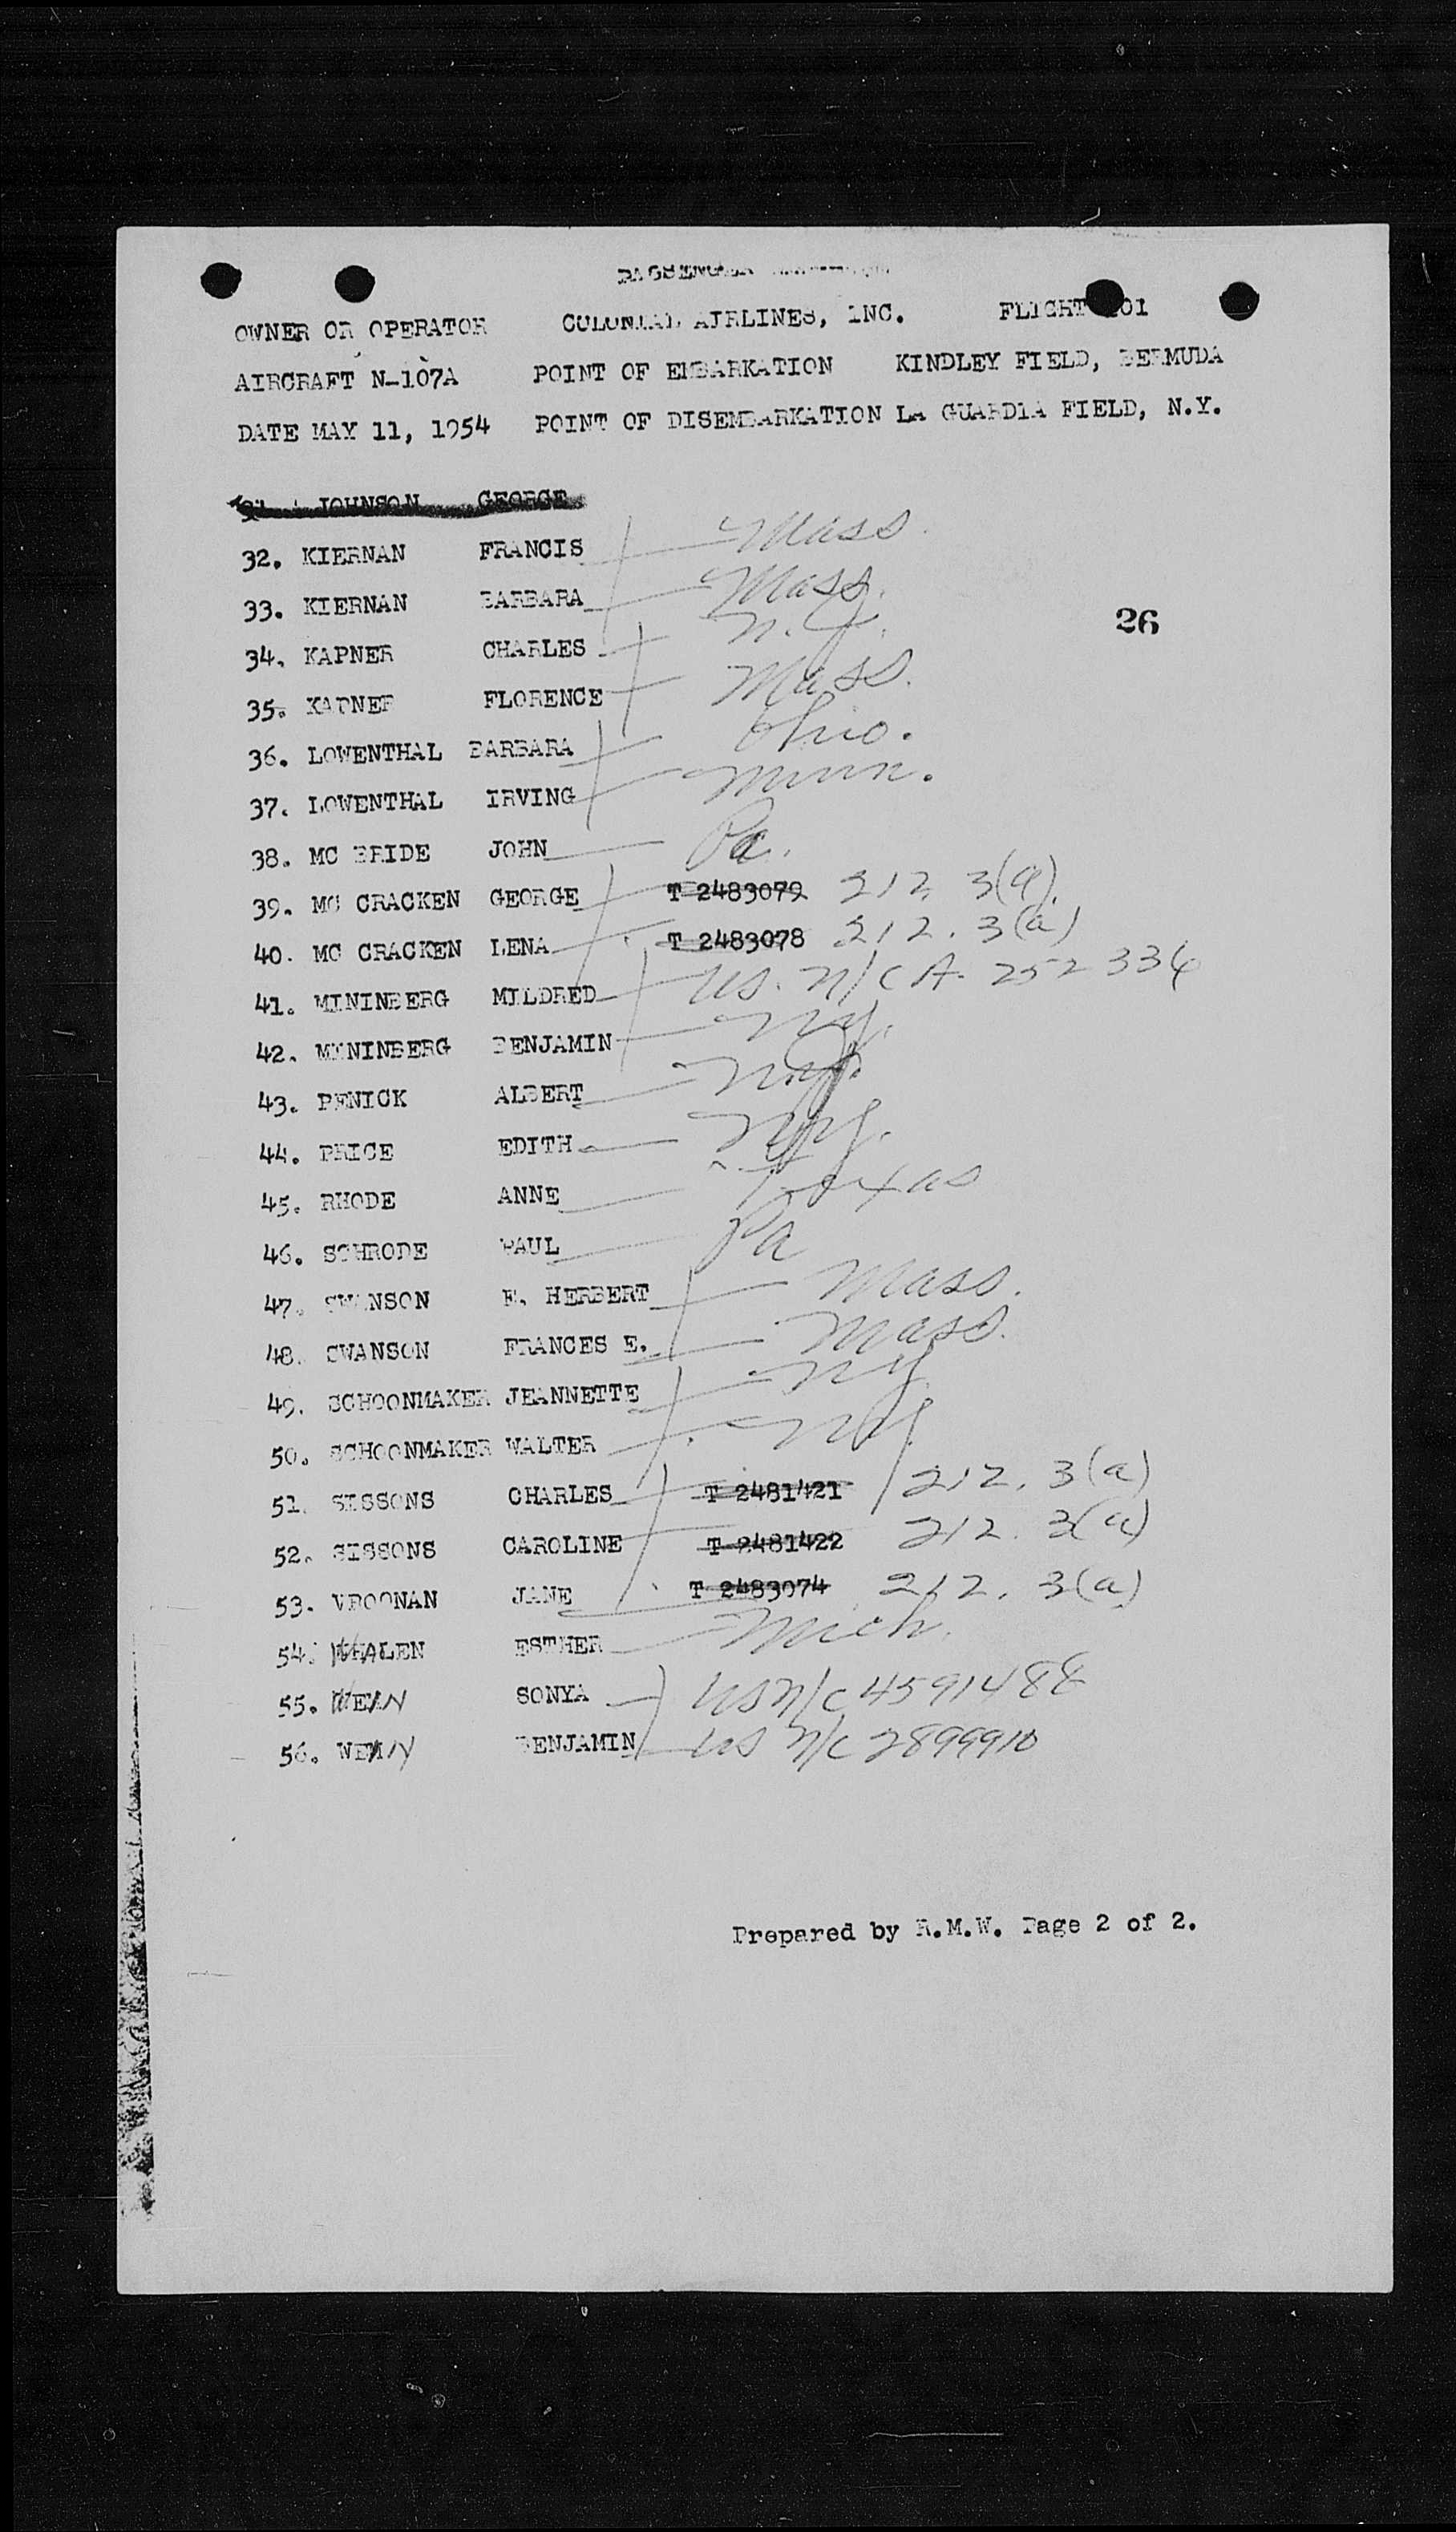 PASSENGER
OWNER OR OPERATOR COLONIAL AIRLINES, INC. FLIGHT 01
AIRCRAFT N-107A POINT OF EMBARKATION KINDLEY FIELD, BERMUDA
DATE MAY 11, 1954 POINT OF DISEMBARKATION LA GUARDIA FIELD, N.Y.
JOHNSON GEORGE
32. KIERNAN FRANCIS Mass.
33. KIERNAN BARBARA Mass.
26
34. KAPNER CHARLES N.J.
35. KAPNER FLORENCE Mass.
36. LOWENTHAL BARBARA Ohio.
37. LOWENTHAL IRVING Minn.
38. MC BRIDE JOHN Pa.
39. MC CRACKEN GEORGE T 2483079 212.3(a).
40. MC CRACKEN LENA T 2483078 212.3(a)
41. MININBERG MILDRED US. N/C A. 252334
42. MININBERG BENJAMIN NY.
43. PENICK ALBERT
44. PRICE EDITH NY.
45. RHODE ANNE Texas
46. SCHRODE PAUL Pa
47. SWANSON E. HERBERT Mass.
48. SWANSON FRANCES E. Mass.
49. SCHOONMAKER JEANNETTE NY
50. SCHOONMAKER WALTER NY.
51. SISSONS CHARLES T 2481421 212.3(a)
52. SISSONS CAROLINE T 2481422 212.3(a)
53. VROONAN JANE T 2483074 212.3(a)
54. WHALEN ESTHER Mich.
55. SONYA US N/C 4591488
56. BENJAMIN US N/C 2899910
Prepared by R.M.W. Page 2 of 2.